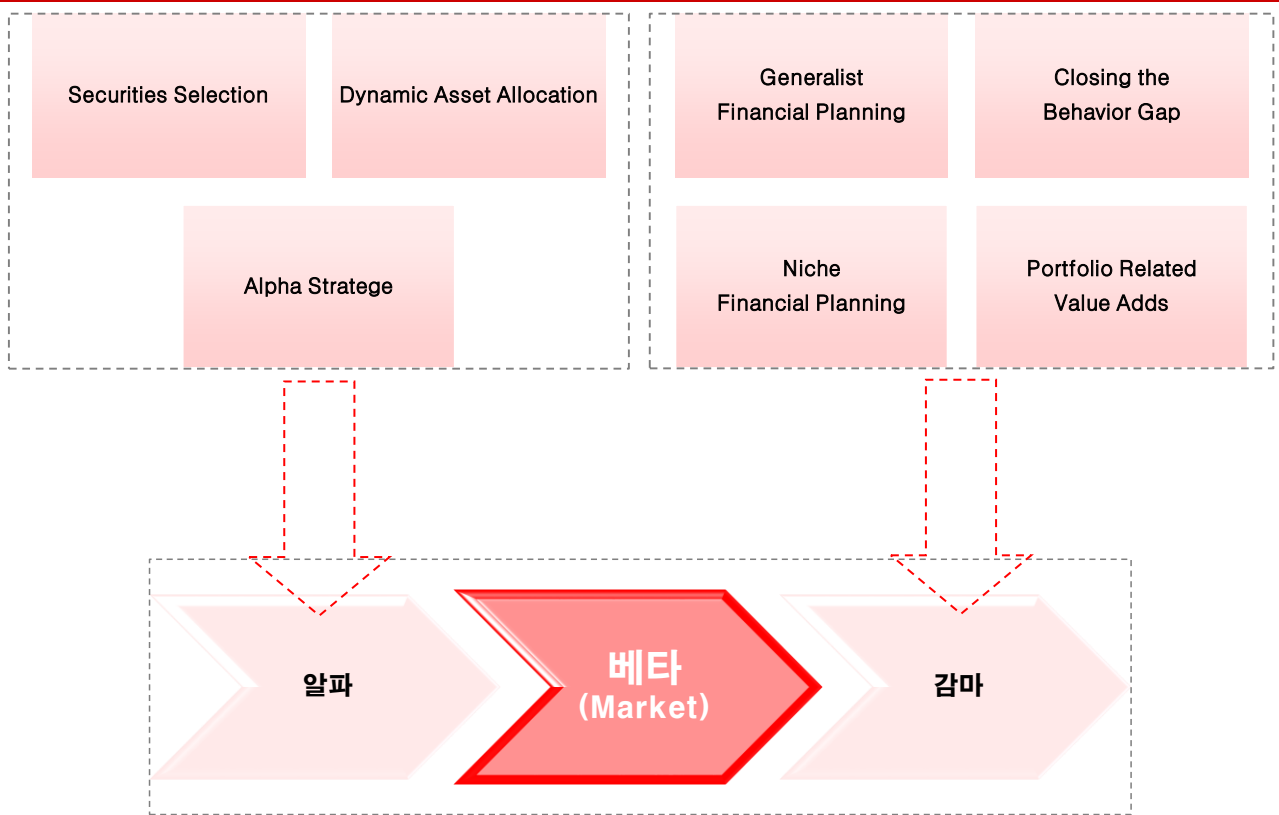 Securities Selection
Dynamic Asset Allocation
Alpha Stratege
Generalist
Financial Planning
Closing the
Behavior Gap
Niche
Financial Planning
Portfolio Related
Value Adds
알파
베타
(Market)
감마